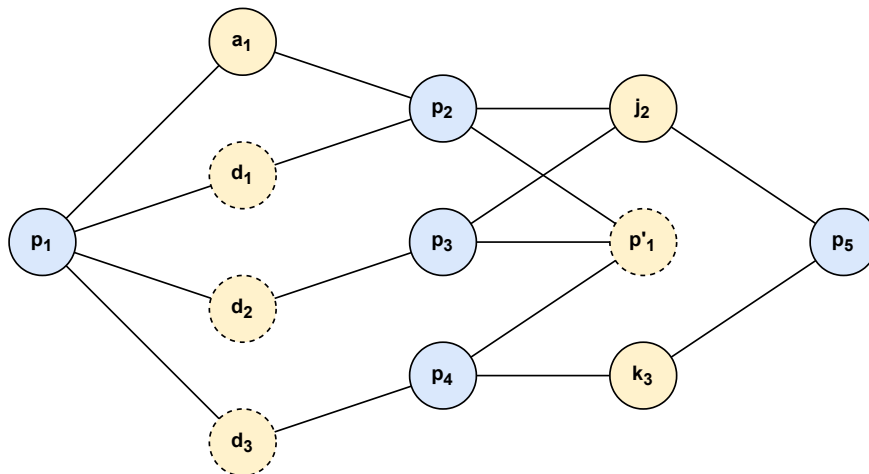 a₁
p₂
j₂
d₁
p₁
p₃
p'₁
p₅
d₂
p₄
k₃
d₃